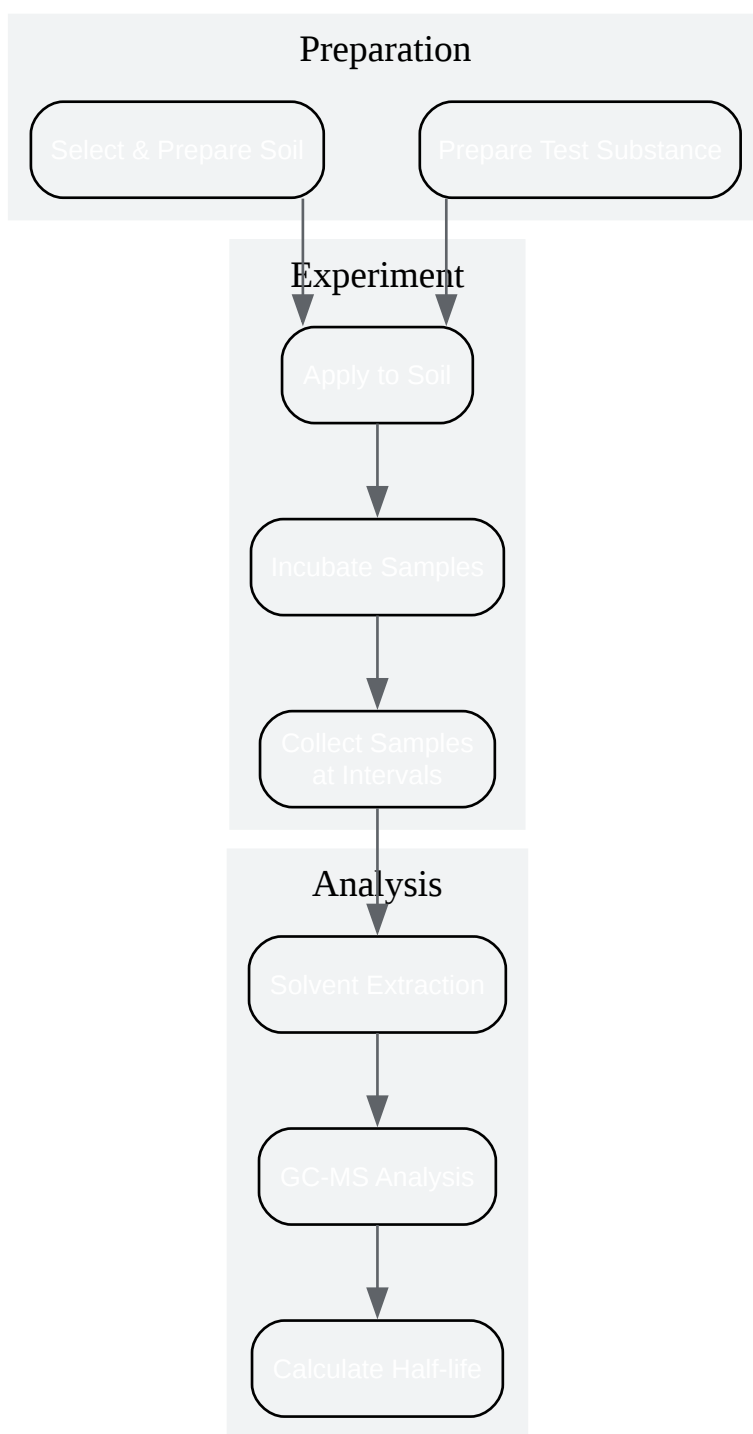 Preparation
Select & Prepare Soil
Prepare Test Substance
Experiment
Apply to Soil
Incubate Samples
Collect Samples
at Intervals
Analysis
Solvent Extraction
GC-MS Analysis
Calculate Half-life